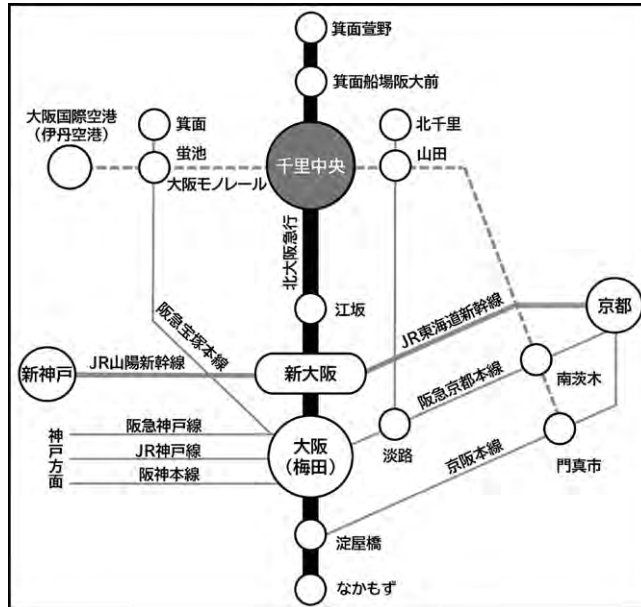 箕面萱野
箕面船場阪大前
大阪国際空港
(伊丹空港)
箕面
北千里
蛍池
千里中央
山田
大阪モノレール
北大阪急行
江坂
阪急宝塚本線
JR東海道新幹線
京都
新神戸
JR山陽新幹線
新大阪
阪急京都本線
南茨木
神戸方面
阪急神戸線
JR神戸線
阪神本線
大阪
(梅田)
淡路
京阪本線
門真市
淀屋橋
なかもず